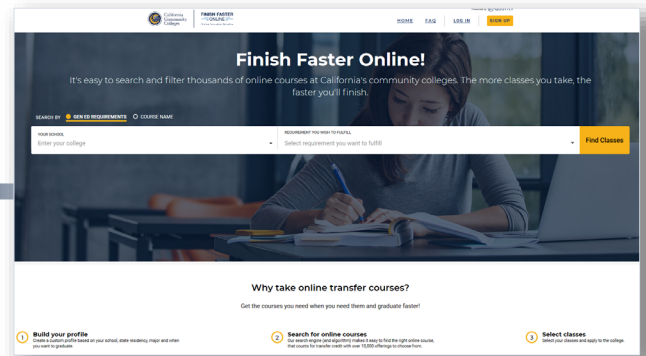 California
Community
Colleges
FINISH FASTER
ONLINE
HOME FAQ LOG IN SIGN UP
Finish Faster Online!
It's easy to search and filter thousands of online courses at California's community colleges. The more classes you take, the
faster you'll finish.
SEARCH BY GEN ED REQUIREMENTS COURSE NAME
YOUR SCHOOL
Enter your college
REQUIREMENT YOU WISH TO FULFILL
Select requirement you want to fulfill
Find Classes
Why take online transfer courses?
Get the courses you need when you need them and graduate faster!
1 Build your profile
Create a custom profile based on your school, state residency, major and when
you want to graduate.
2 Search for online courses
Our search engine (and algorithm) makes it easy to find the right online course,
that counts for transfer credit with over 10,000 offerings to choose from.
3 Select classes
Select your classes and apply to the college.